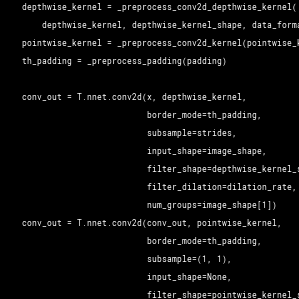 depthwise_kernel = _preprocess_conv2d_depthwise_kernel(
depthwise_kernel, depthwise_kernel_shape, data_forma
pointwise_kernel = _preprocess_conv2d_kernel(pointwise_k
th_padding = _preprocess_padding(padding)
conv_out = T.nnet.conv2d(x, depthwise_kernel,
border_mode=th_padding,
subsample=strides,
input_shape=image_shape,
filter_shape=depthwise_kernel_s
filter_dilation=dilation_rate,
num_groups=image_shape[1])
conv_out = T.nnet.conv2d(conv_out, pointwise_kernel,
border_mode=th_padding,
subsample=(1, 1),
input_shape=None,
filter_shape=pointwise_kernel_s